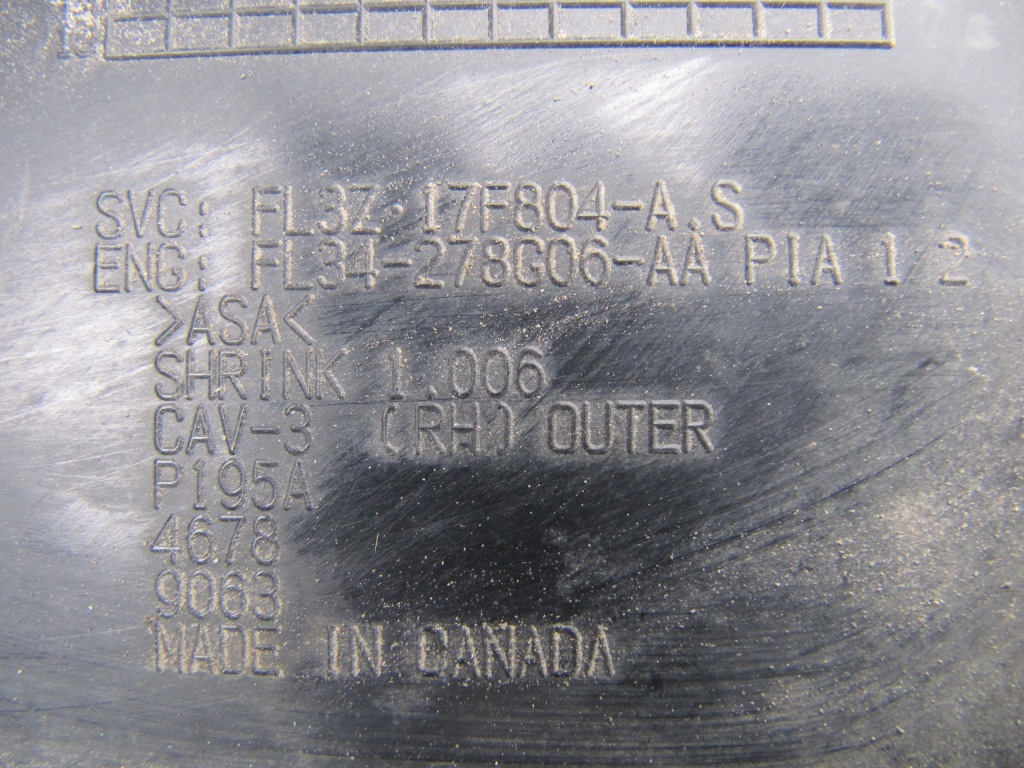 SVC: FL3Z-17F804-A.S
ENG: FL34-278G06-AA PIA 1/2
>ASA<
SHRINK 1.006
CAV-3 (RH) OUTER
P195A
4678
9063
MADE IN CANADA